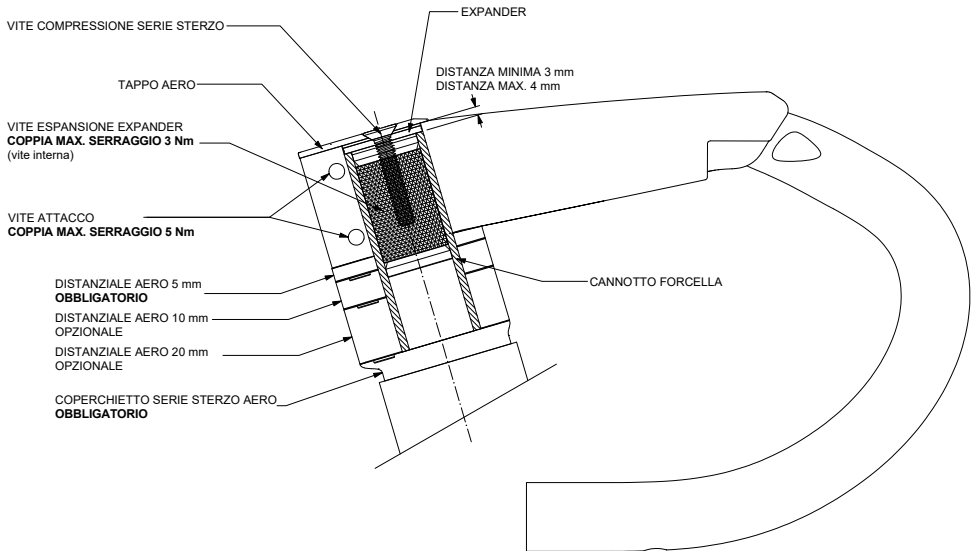 EXPANDER
VITE COMPRESSIONE SERIE STERZO
DISTANZA MINIMA 3 mm
DISTANZA MAX. 4 mm
TAPPO AERO
VITE ESPANSIONE EXPANDER
COPPIA MAX. SERRAGGIO 3 Nm
(vite interna)
VITE ATTACCO
COPPIA MAX. SERRAGGIO 5 Nm
CANNOTTO FORCELLA
DISTANZIALE AERO 5 mm
OBBLIGATORIO
DISTANZIALE AERO 10 mm
OPZIONALE
DISTANZIALE AERO 20 mm
OPZIONALE
COPERCHIETTO SERIE STERZO AERO
OBBLIGATORIO